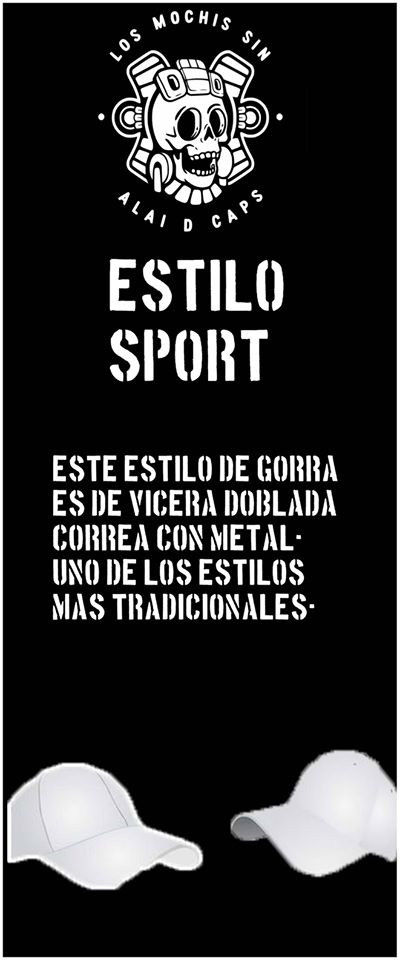 LOS MOCHIS SIN
ALAI D CAPS
ESTILO
SPORT
ESTE ESTILO DE GORRA
ES DE VICERA DOBLADA
CORREA CON METAL.
UNO DE LOS ESTILOS
MAS TRADICIONALES.